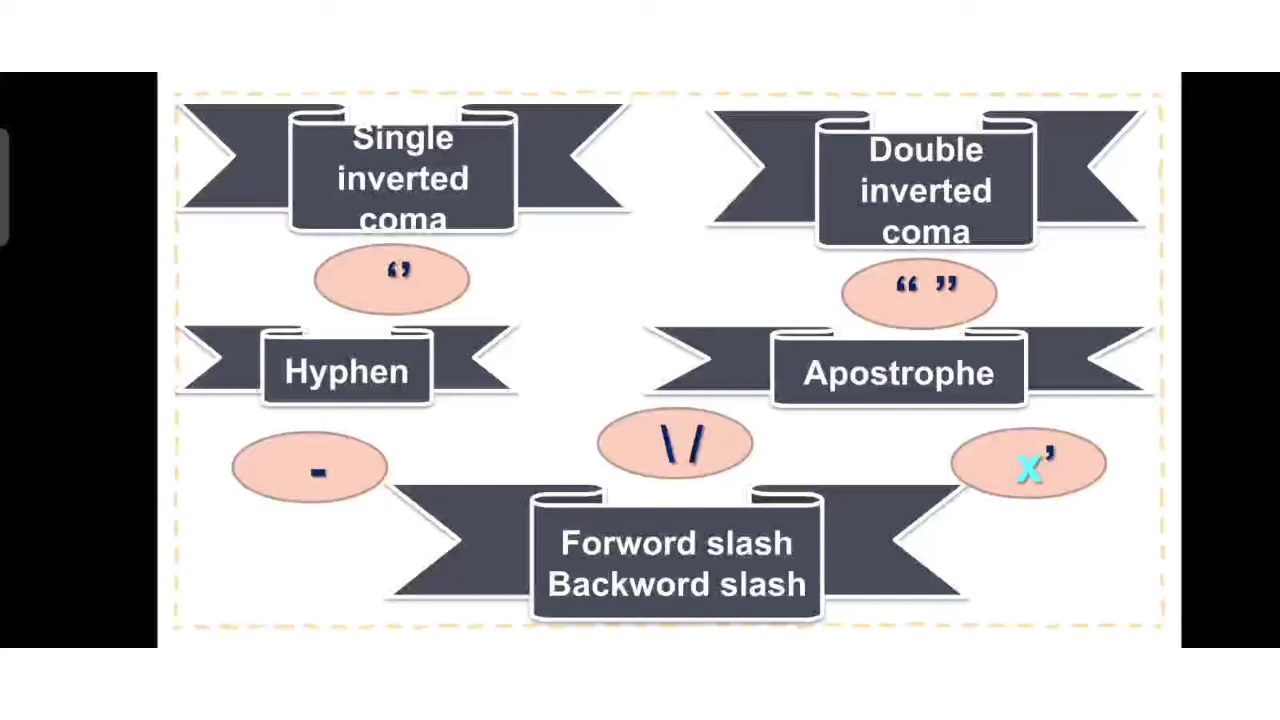 Single
inverted
coma
‘’
Double
inverted
coma
“ ”
Hyphen
-
Apostrophe
x’
\ /
Forword slash
Backword slash